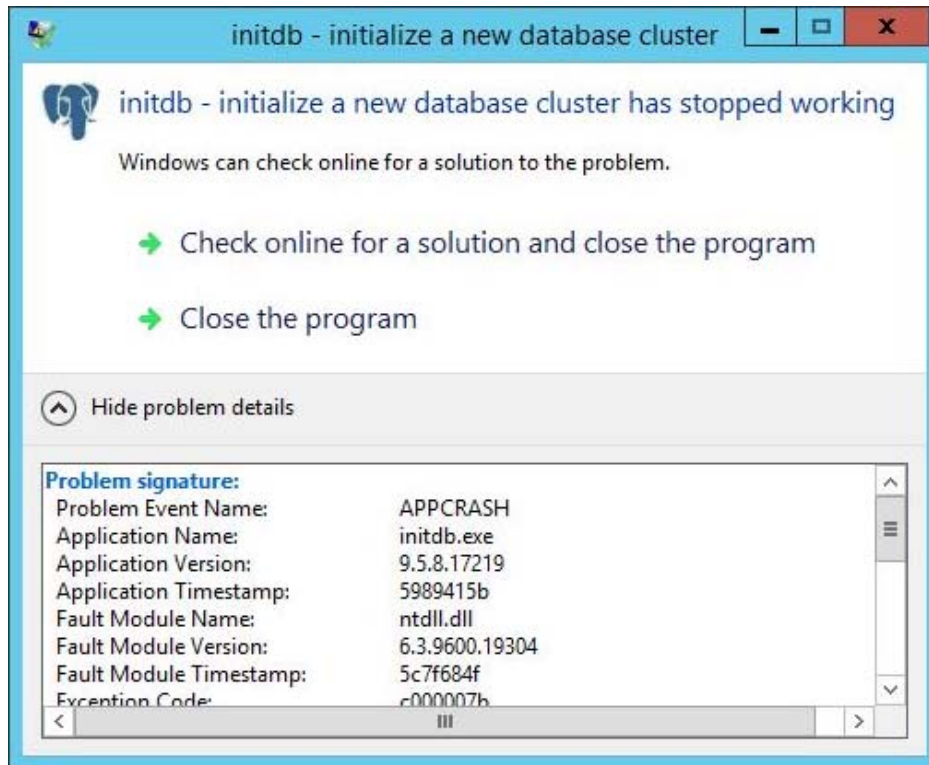 initdb - initialize a new database cluster
initdb - initialize a new database cluster has stopped working
Windows can check online for a solution to the problem.
Check online for a solution and close the program
Close the program
Hide problem details
Problem signature:
Problem Event Name: APPCRASH
Application Name: initdb.exe
Application Version: 9.5.8.17219
Application Timestamp: 5989415b
Fault Module Name: ntdll.dll
Fault Module Version: 6.3.9600.19304
Fault Module Timestamp: 5c7f684f
Exception Code: c000007b